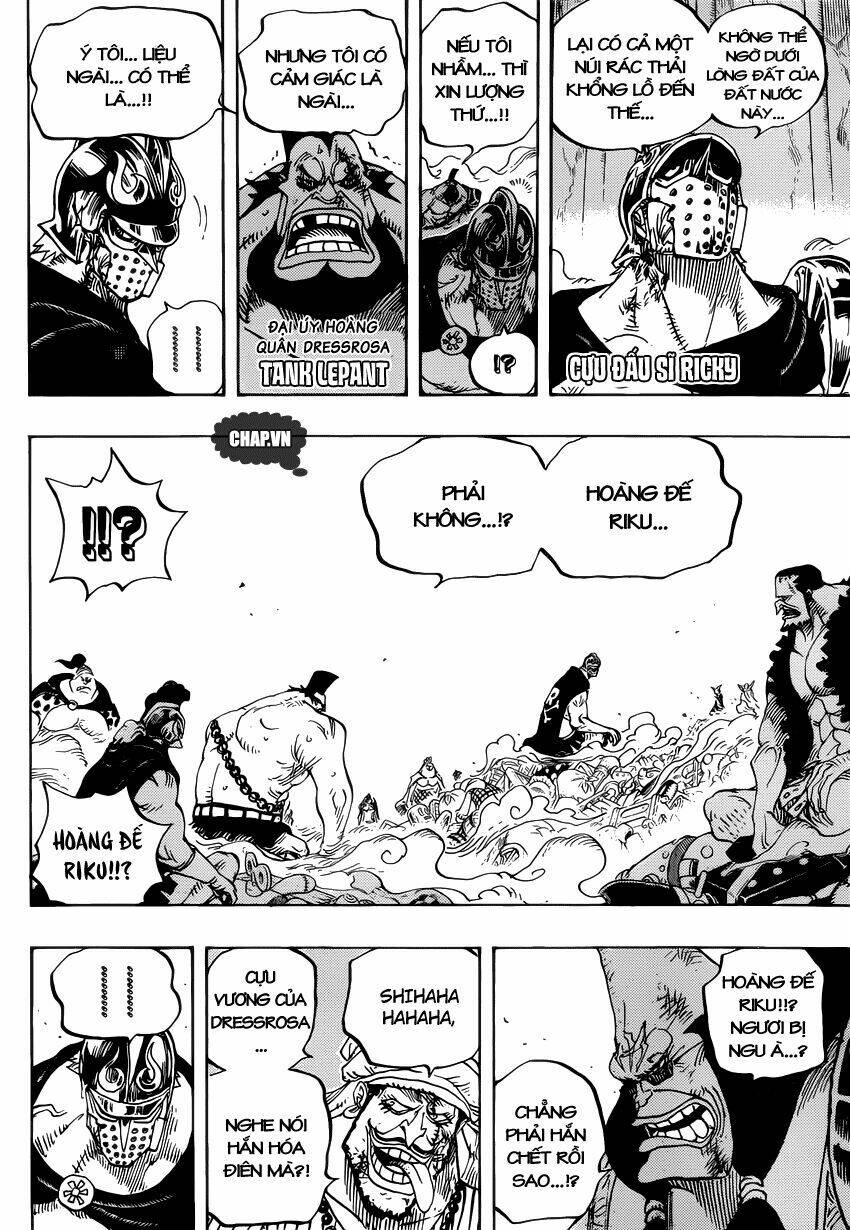 KHÔNG THỂ
NGỜ DƯỚI
LÒNG ĐẤT CỦA
ĐẤT NƯỚC
NÀY...
LẠI CÓ CẢ MỘT
NÚI RÁC THẢI
KHỔNG LỒ ĐẾN
THẾ...
CỰU ĐẤU SĨ RICKY
NẾU TÔI
NHẦM... THÌ
XIN LƯỢNG
THỨ...!!
!?
NHƯNG TÔI CÓ
CẢM GIÁC LÀ
NGÀI...
ĐẠI ÚY HOÀNG
QUÂN DRESSROSA
TANK LEPANT
Ý TÔI... LIỆU
NGÀI... CÓ THỂ
LÀ...!!
CHAP.VN
HOÀNG ĐẾ
RIKU...
PHẢI
KHÔNG...!?
!!?
HOÀNG ĐẾ
RIKU!!?
HOÀNG ĐẾ
RIKU!!?
NGƯƠI BỊ
NGU À...?
CHẲNG
PHẢI HẮN
CHẾT RỒI
SAO...!?
SHIHAHA
HAHAHA,
CỰU
VƯƠNG CỦA
DRESSROSA
...
NGHE NÓI
HẮN HÓA
ĐIÊN MÀ?!